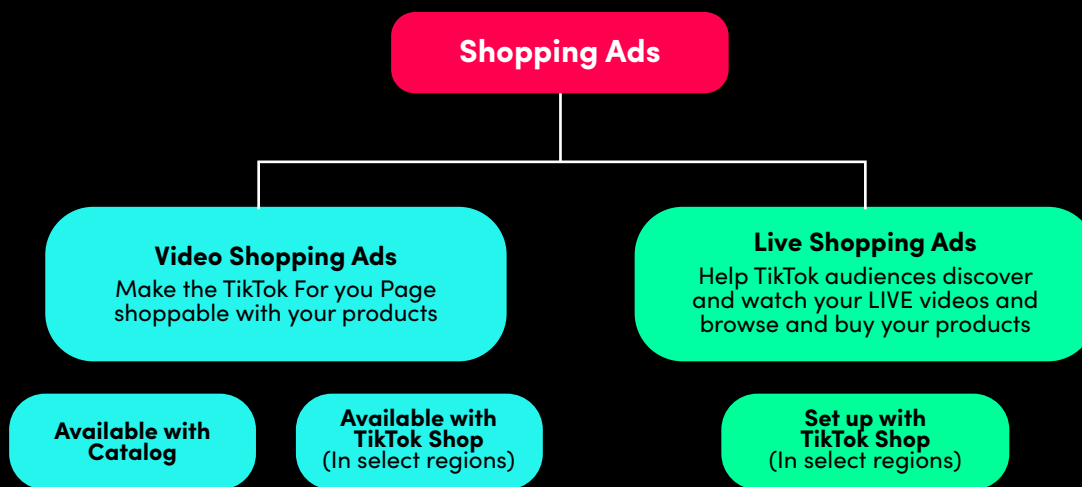 Shopping Ads
Video Shopping Ads
Make the TikTok For you Page
shoppable with your products
Live Shopping Ads
Help TikTok audiences discover
and watch your LIVE videos and
browse and buy your products
Available with
Catalog
Available with
TikTok Shop
(In select regions)
Set up with
TikTok Shop
(In select regions)